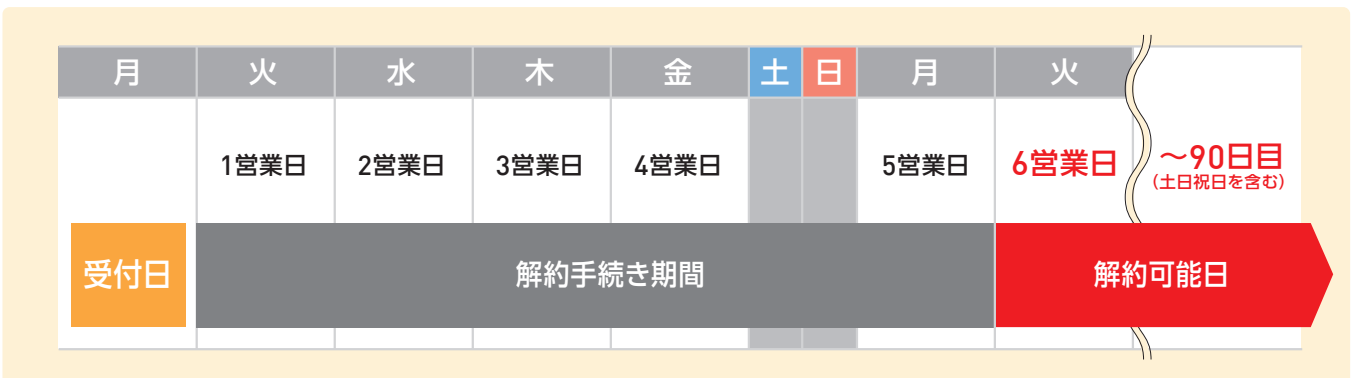 月 火 水 木 金 土 日 月 火
1営業日 2営業日 3営業日 4営業日 5営業日 6営業日 ～90日目
(土日祝日を含む)
受付日 解約手続き期間 解約可能日